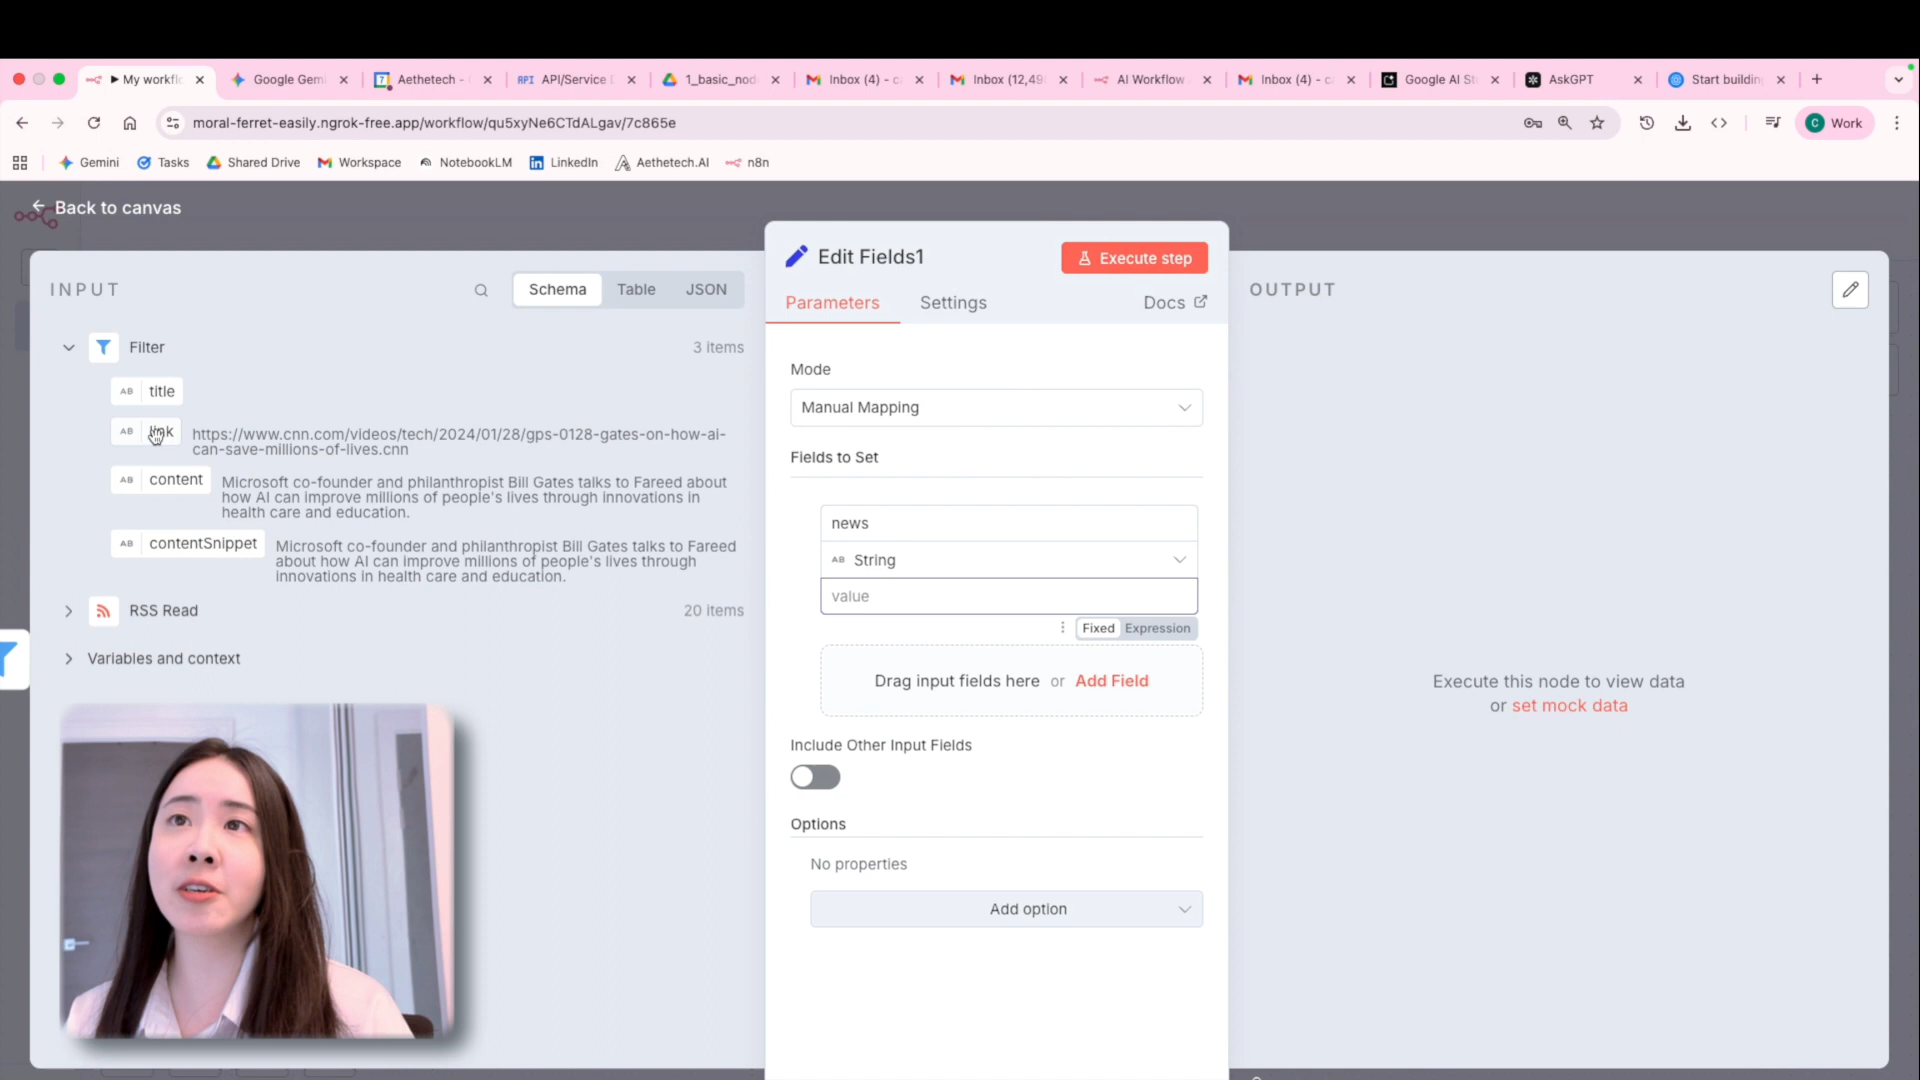 My workfl
Google Gem
7
Aethetech -
API
API/Service
1_basic_nod
Inbox (4) - c
Inbox (12,49
AI Workflow
Inbox (4) - c
Google AI St
AskGPT
Start buildin
moral-ferret-easily.ngrok-free.app/workflow/qu5xyNe6CTdALgav/7c865e
C
Work
Gemini
Tasks
Shared Drive
Workspace
NotebookLM
LinkedIn
Aethetech.AI
n8n
Back to canvas
INPUT
Schema
Table
JSON
Filter
3 items
AB title
AB link
https://www.cnn.com/videos/tech/2024/01/28/gps-0128-gates-on-how-ai-
can-save-millions-of-lives.cnn
AB content
Microsoft co-founder and philanthropist Bill Gates talks to Fareed about
how AI can improve millions of people's lives through innovations in
health care and education.
AB contentSnippet
Microsoft co-founder and philanthropist Bill Gates talks to Fareed
about how AI can improve millions of people's lives through
innovations in health care and education.
RSS Read
20 items
Variables and context
Edit Fields1
Execute step
Parameters
Settings
Docs
Mode
Manual Mapping
Fields to Set
news
AB String
value
Fixed
Expression
Drag input fields here or Add Field
Include Other Input Fields
Options
No properties
Add option
OUTPUT
Execute this node to view data
or set mock data